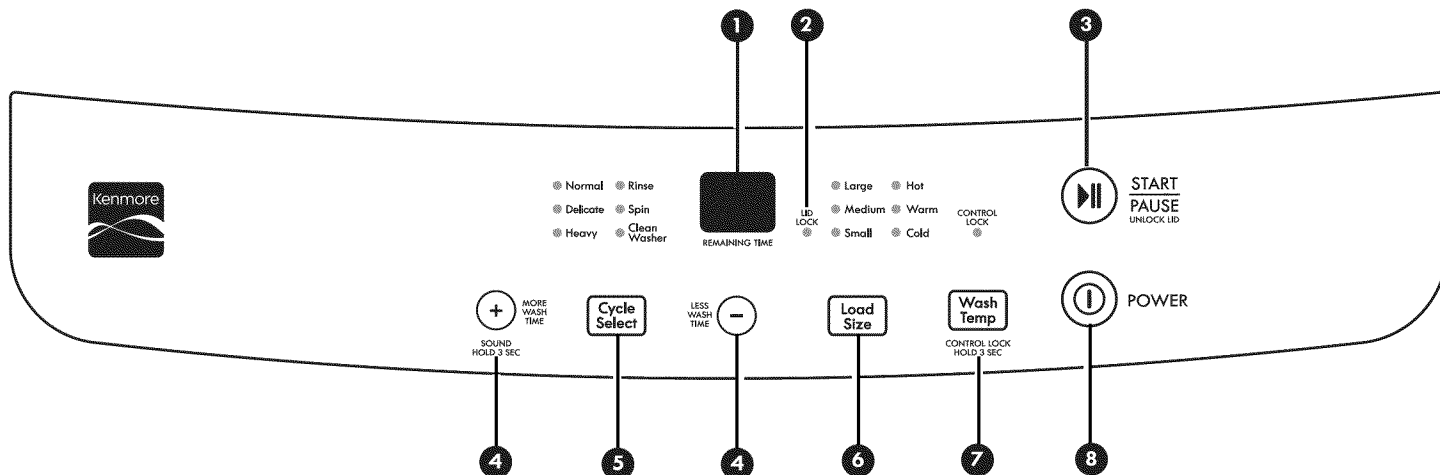 1 2 3
Kenmore
Normal Rinse
Delicate Spin
Heavy Clean Washer
REMAINING TIME
LID
LOCK
Large Hot
Medium Warm
Small Cold
CONTROL
LOCK
START
PAUSE
UNLOCK LID
+ MORE
WASH
TIME
SOUND
HOLD 3 SEC
Cycle
Select
LESS
WASH
TIME
−
Load
Size
Wash
Temp
CONTROL LOCK
HOLD 3 SEC
POWER
4 5 4 6 7 8